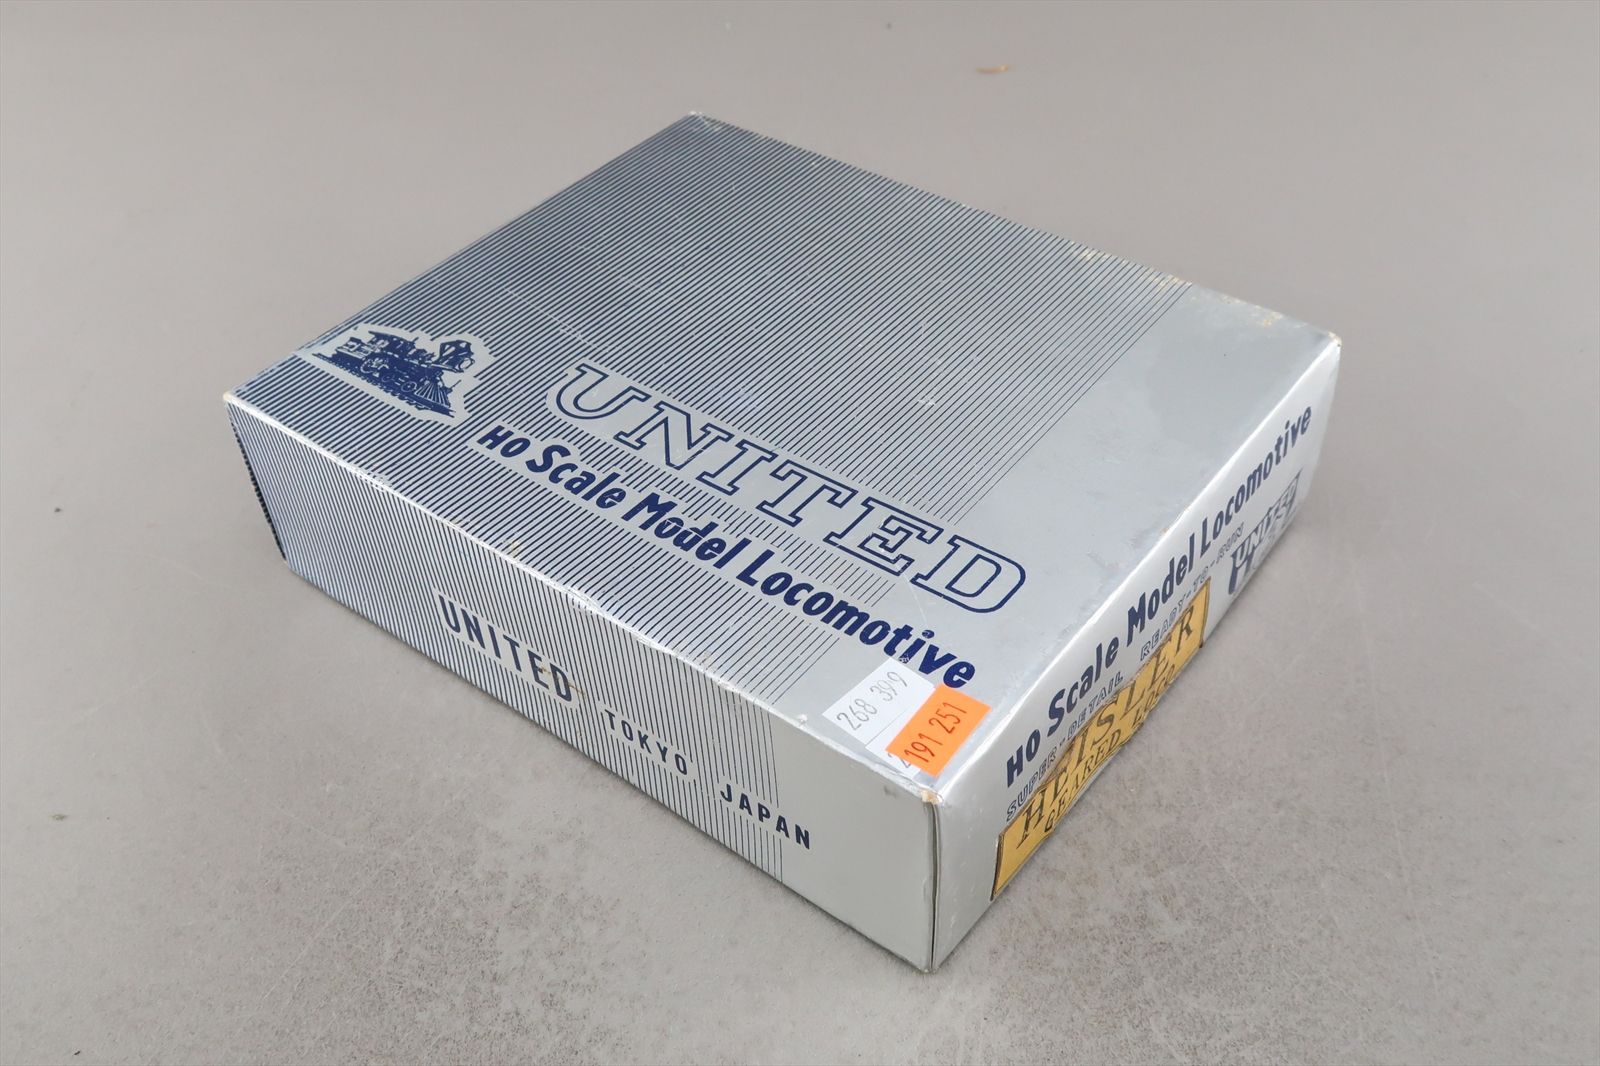 UNITED
HO Scale Model Locomotive
268 399
191 251
UNITED TOKYO JAPAN
HO Scale Model Locomotive
SUPER-DETAIL READY-TO-RUN
UNITED
HEISLER
GEARED LOCO